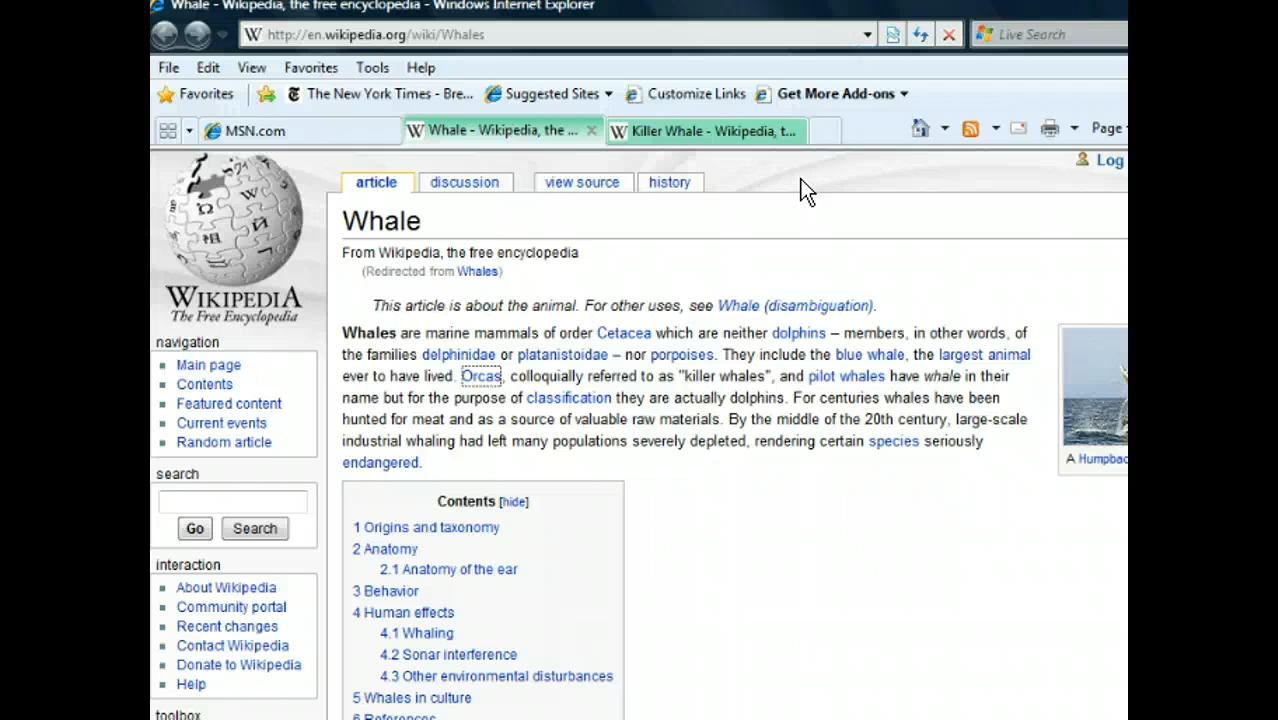 Whale - Wikipedia, the free encyclopedia - Windows Internet Explorer
W http://en.wikipedia.org/wiki/Whales
Live Search
File Edit View Favorites Tools Help
Favorites The New York Times - Bre... Suggested Sites Customize Links Get More Add-ons
MSN.com W Whale - Wikipedia, the ... W Killer Whale - Wikipedia, t... Page
Log
article discussion view source history
Whale
From Wikipedia, the free encyclopedia
(Redirected from Whales)
This article is about the animal. For other uses, see Whale (disambiguation).
Whales are marine mammals of order Cetacea which are neither dolphins – members, in other words, of
the families delphinidae or platanistoidae – nor porpoises. They include the blue whale, the largest animal
ever to have lived. Orcas, colloquially referred to as "killer whales", and pilot whales have whale in their
name but for the purpose of classification they are actually dolphins. For centuries whales have been
hunted for meat and as a source of valuable raw materials. By the middle of the 20th century, large-scale
industrial whaling had left many populations severely depleted, rendering certain species seriously
endangered.
A Humpbac
Contents [hide]
1 Origins and taxonomy
2 Anatomy
2.1 Anatomy of the ear
3 Behavior
4 Human effects
4.1 Whaling
4.2 Sonar interference
4.3 Other environmental disturbances
5 Whales in culture
6 References
WIKIPEDIA
The Free Encyclopedia
navigation
Main page
Contents
Featured content
Current events
Random article
search
Go Search
interaction
About Wikipedia
Community portal
Recent changes
Contact Wikipedia
Donate to Wikipedia
Help
toolbox